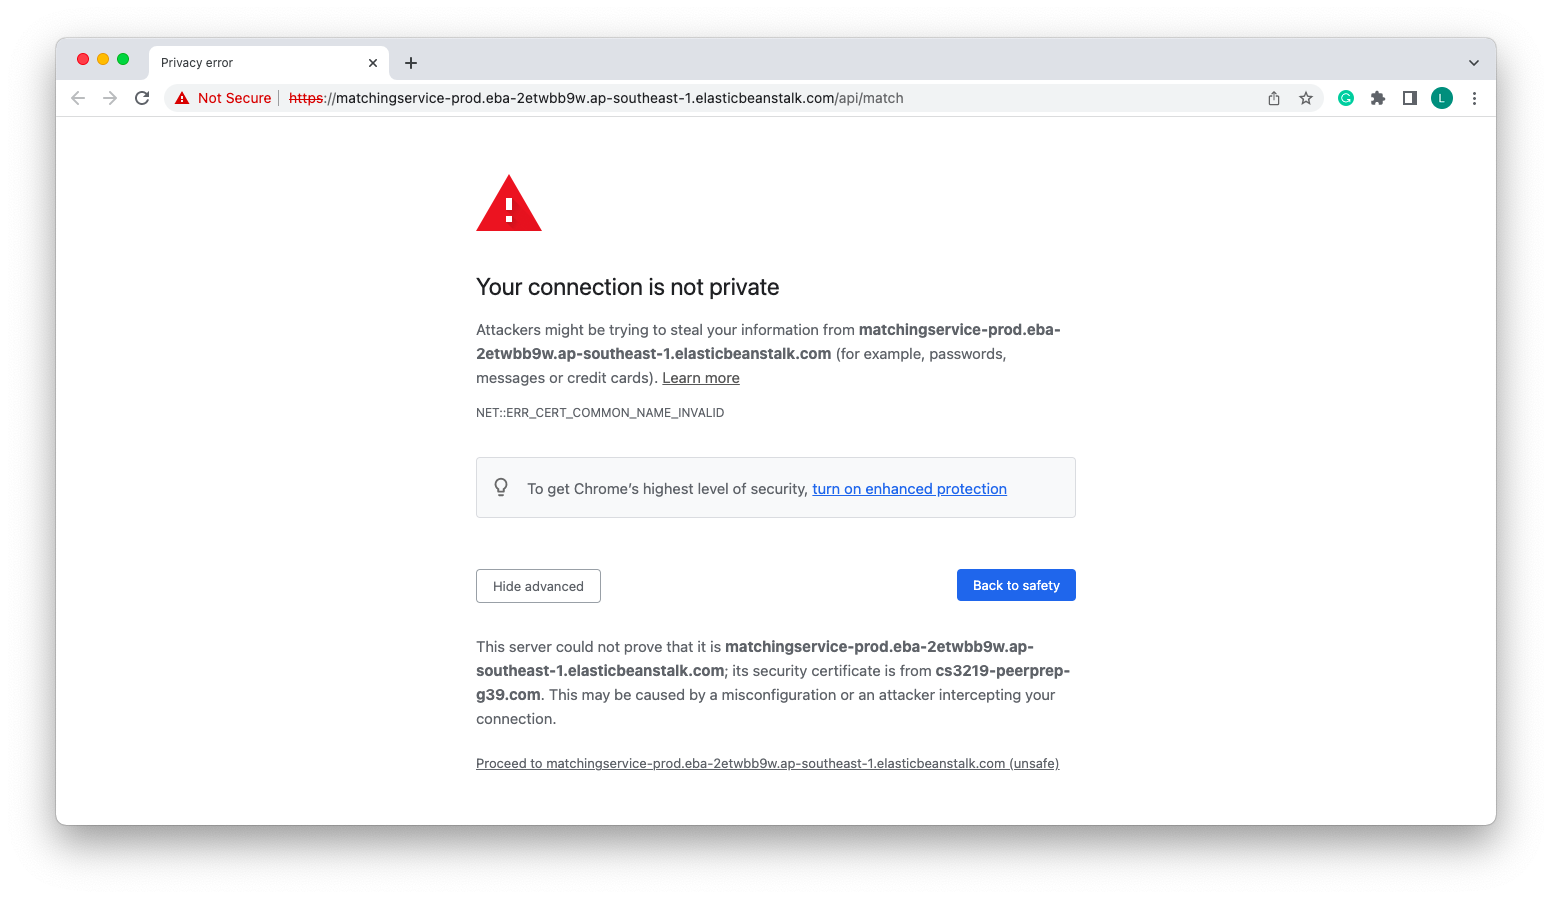 Privacy error
Not Secure https://matchingservice-prod.eba-2etwbb9w.ap-southeast-1.elasticbeanstalk.com/api/match
G
L
Your connection is not private
Attackers might be trying to steal your information from matchingservice-prod.eba-
2etwbb9w.ap-southeast-1.elasticbeanstalk.com (for example, passwords,
messages or credit cards). Learn more
NET::ERR_CERT_COMMON_NAME_INVALID
To get Chrome's highest level of security, turn on enhanced protection
Hide advanced
Back to safety
This server could not prove that it is matchingservice-prod.eba-2etwbb9w.ap-
southeast-1.elasticbeanstalk.com; its security certificate is from cs3219-peerprep-
g39.com. This may be caused by a misconfiguration or an attacker intercepting your
connection.
Proceed to matchingservice-prod.eba-2etwbb9w.ap-southeast-1.elasticbeanstalk.com (unsafe)